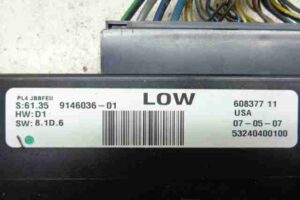 PL4 JBBFEII
S:61.35 9146036-01
LOW
608377 11
HW:D1
USA
SW: 8.1D.6
07-05-07
53240400100